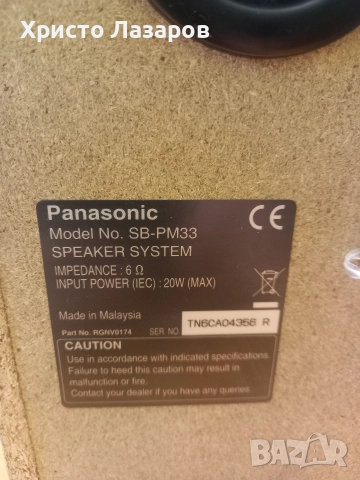 Христо Лазаров
Panasonic
Model No. SB-PM33
SPEAKER SYSTEM
IMPEDANCE : 6 Ω
INPUT POWER (IEC) : 20W (MAX)
CE
Made in Malaysia
Part No. RGNV0174
SER NO
TN6CA04356 R
CAUTION
Use in accordance with indicated specifications.
Failure to heed this caution may result in
malfunction or fire.
Contact your dealer if you have any queries.
BAZAR